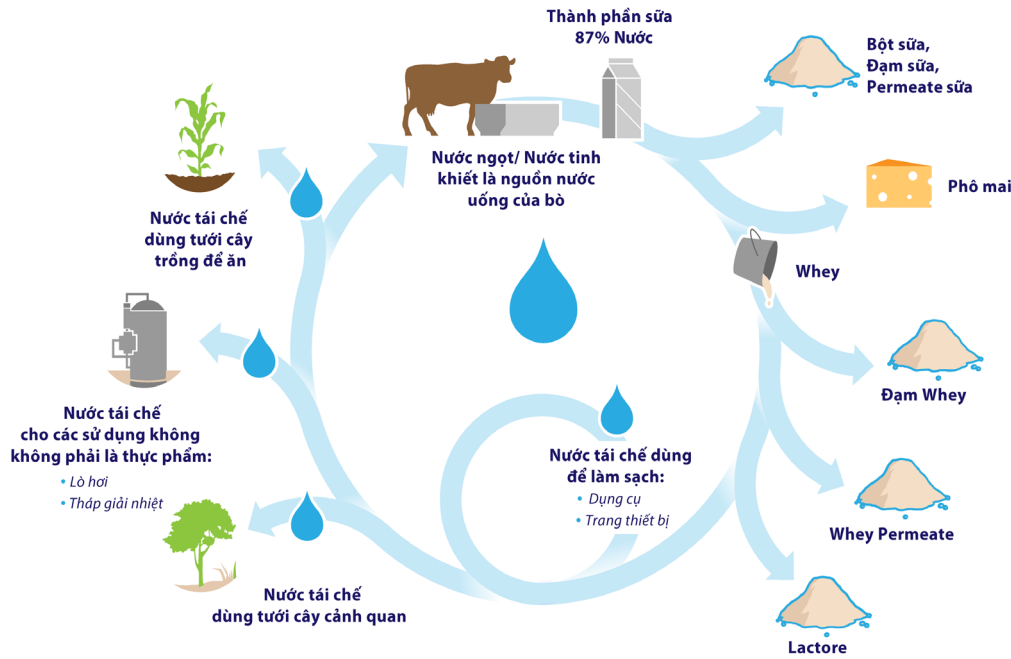 Thành phần sữa
87% Nước
Bột sữa,
Đạm sữa,
Permeate sữa
Nước ngọt/ Nước tinh
khiết là nguồn nước
uống của bò
Phô mai
Nước tái chế
dùng tưới cây
trồng để ăn
Whey
Đạm Whey
Nước tái chế
cho các sử dụng không
không phải là thực phẩm:
• Lò hơi
• Tháp giải nhiệt
Nước tái chế dùng
để làm sạch:
• Dụng cụ
• Trang thiết bị
Whey Permeate
Nước tái chế
dùng tưới cây cảnh quan
Lactore